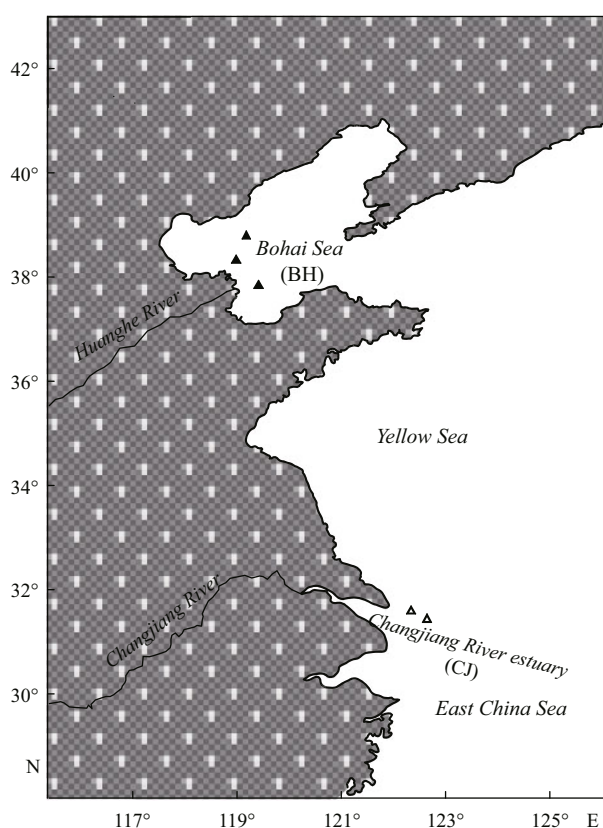 42°
40°
Bohai Sea
(BH)
38°
Huanghe River
36°
Yellow Sea
34°
32°
Changjiang River
Changjiang River estuary
(CJ)
30°
East China Sea
N
117° 119° 121° 123° 125° E